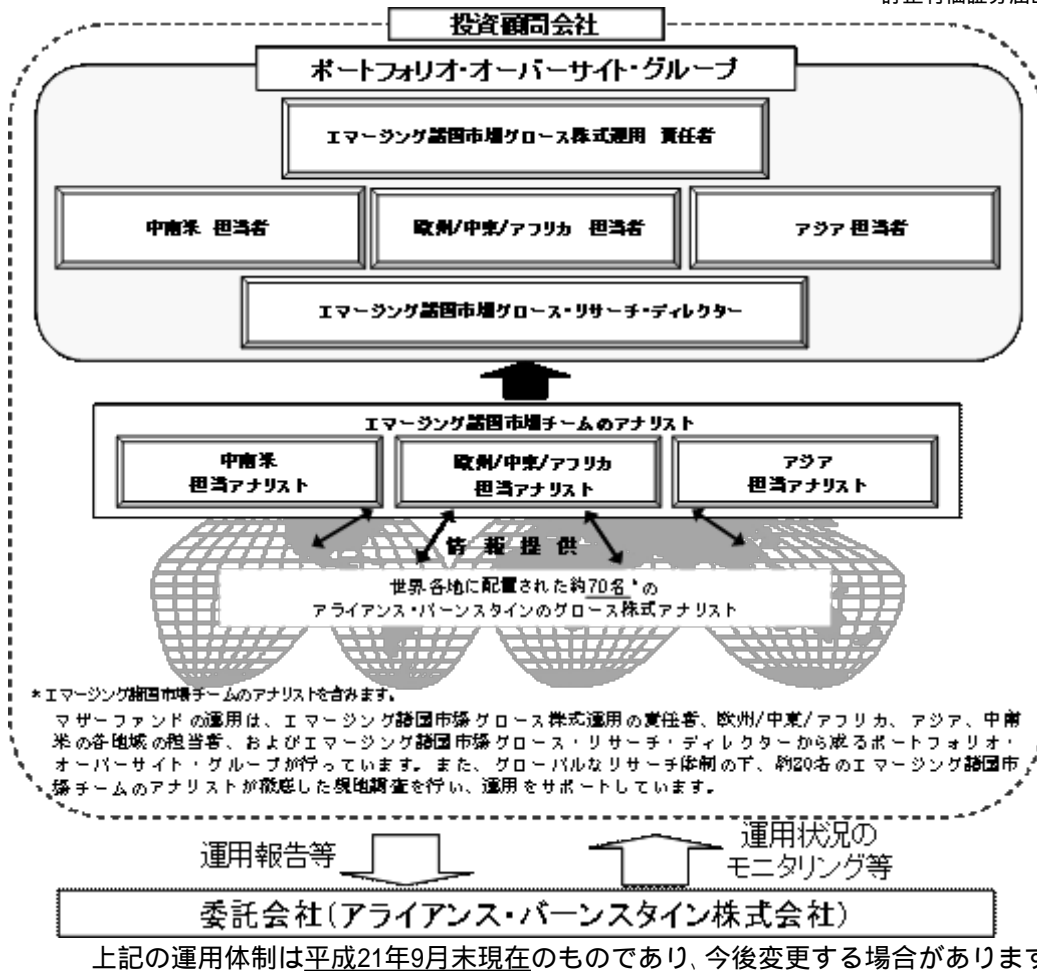 投資顧問会社
ポートフォリオ・オーバーサイト・グループ
エマージング諸国市場グロース株式運用 責任者
中南米 担当者
欧州/中東/アフリカ 担当者
アジア 担当者
エマージング諸国市場グロース・リサーチ・ディレクター
エマージング諸国市場チームのアナリスト
中南米
担当アナリスト
欧州/中東/アフリカ
担当アナリスト
アジア
担当アナリスト
情報提供
世界各地に配置された約70名*の
アライアンス・バーンスタインのグロース株式アナリスト
*エマージング諸国市場チームのアナリストを含みます。
マザーファンドの運用は、エマージング諸国市場グロース株式運用の責任者、欧州/中東/アフリカ、アジア、中南
米の各地域の担当者、およびエマージング諸国市場グロース・リサーチ・ディレクターから成るポートフォリオ・
オーバーサイト・グループが行っています。また、グローバルなリサーチ体制の下、約20名のエマージング諸国市
場チームのアナリストが徹底した現地調査を行い、運用をサポートしています。
運用報告等
運用状況の
モニタリング等
委託会社(アライアンス・バーンスタイン株式会社)
上記の運用体制は平成21年9月末現在のものであり、今後変更する場合があります